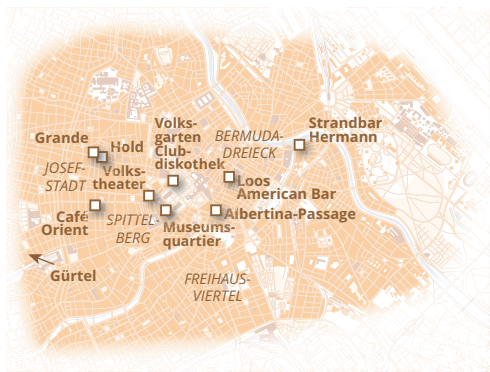 Volks-
garten
Club-
diskothek
BERMUDA-
DREIECK
Strandbar
Hermann
Grande
Hold
JOSEF-
STADT
Volks-
theater
Loos
American Bar
Café
Orient
SPITTEL-
BERG
Albertina-Passage
Museums-
quartier
Gürtel
FREIHAUS-
VIERTEL